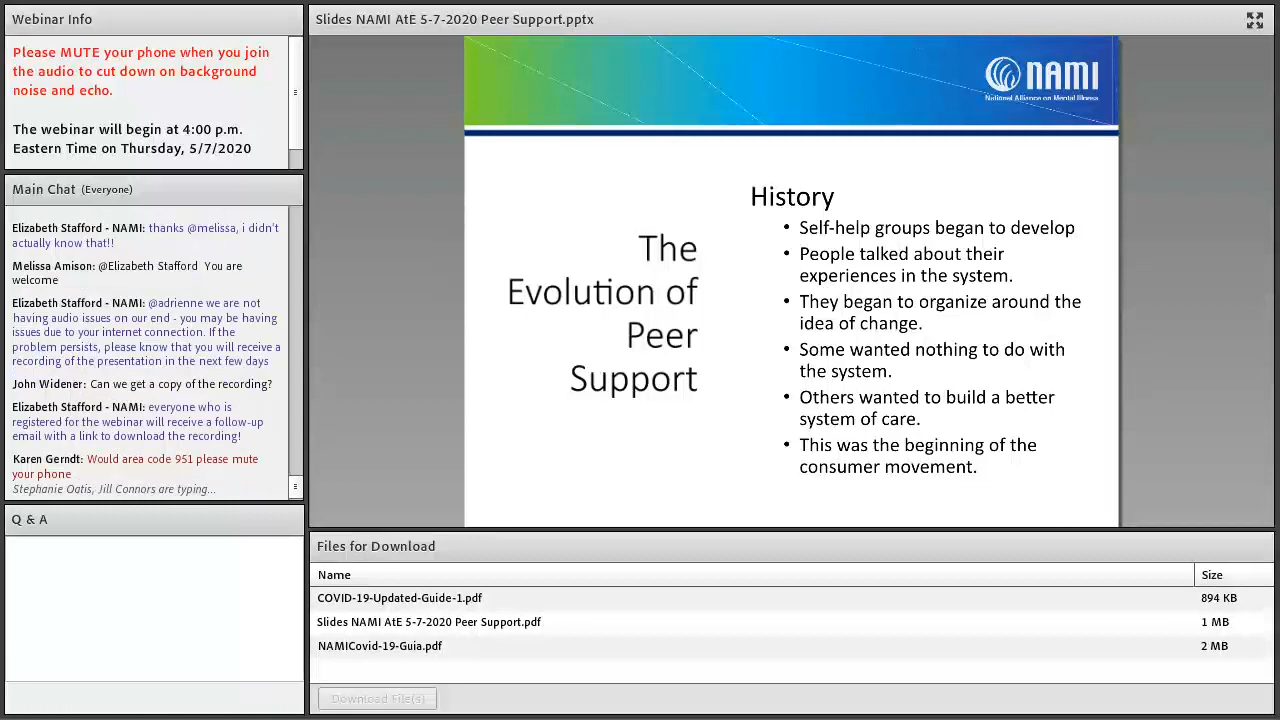 Webinar Info
Please MUTE your phone when you join
the audio to cut down on background
noise and echo.
The webinar will begin at 4:00 p.m.
Eastern Time on Thursday, 5/7/2020
Main Chat (Everyone)
Elizabeth Stafford - NAMI: thanks @melissa, i didn't
actually know that!!
Melissa Amison: @Elizabeth Stafford You are
welcome
Elizabeth Stafford - NAMI: @adrienne we are not
having audio issues on our end - you may be having
issues due to your internet connection. If the
problem persists, please know that you will receive a
recording of the presentation in the next few days
John Widener: Can we get a copy of the recording?
Elizabeth Stafford - NAMI: everyone who is
registered for the webinar will receive a follow-up
email with a link to download the recording!
Karen Gerndt: Would area code 951 please mute
your phone
Stephanie Oatis, Jill Connors are typing...
Q & A
Slides NAMI AtE 5-7-2020 Peer Support.pptx
NAMI
National Alliance on Mental Illness
The
Evolution of
Peer
Support
History
• Self-help groups began to develop
• People talked about their
experiences in the system.
• They began to organize around the
idea of change.
• Some wanted nothing to do with
the system.
• Others wanted to build a better
system of care.
• This was the beginning of the
consumer movement.
Files for Download
Name Size
COVID-19-Updated-Guide-1.pdf 894 KB
Slides NAMI AtE 5-7-2020 Peer Support.pdf 1 MB
NAMICovid-19-Guia.pdf 2 MB
Download File(s)